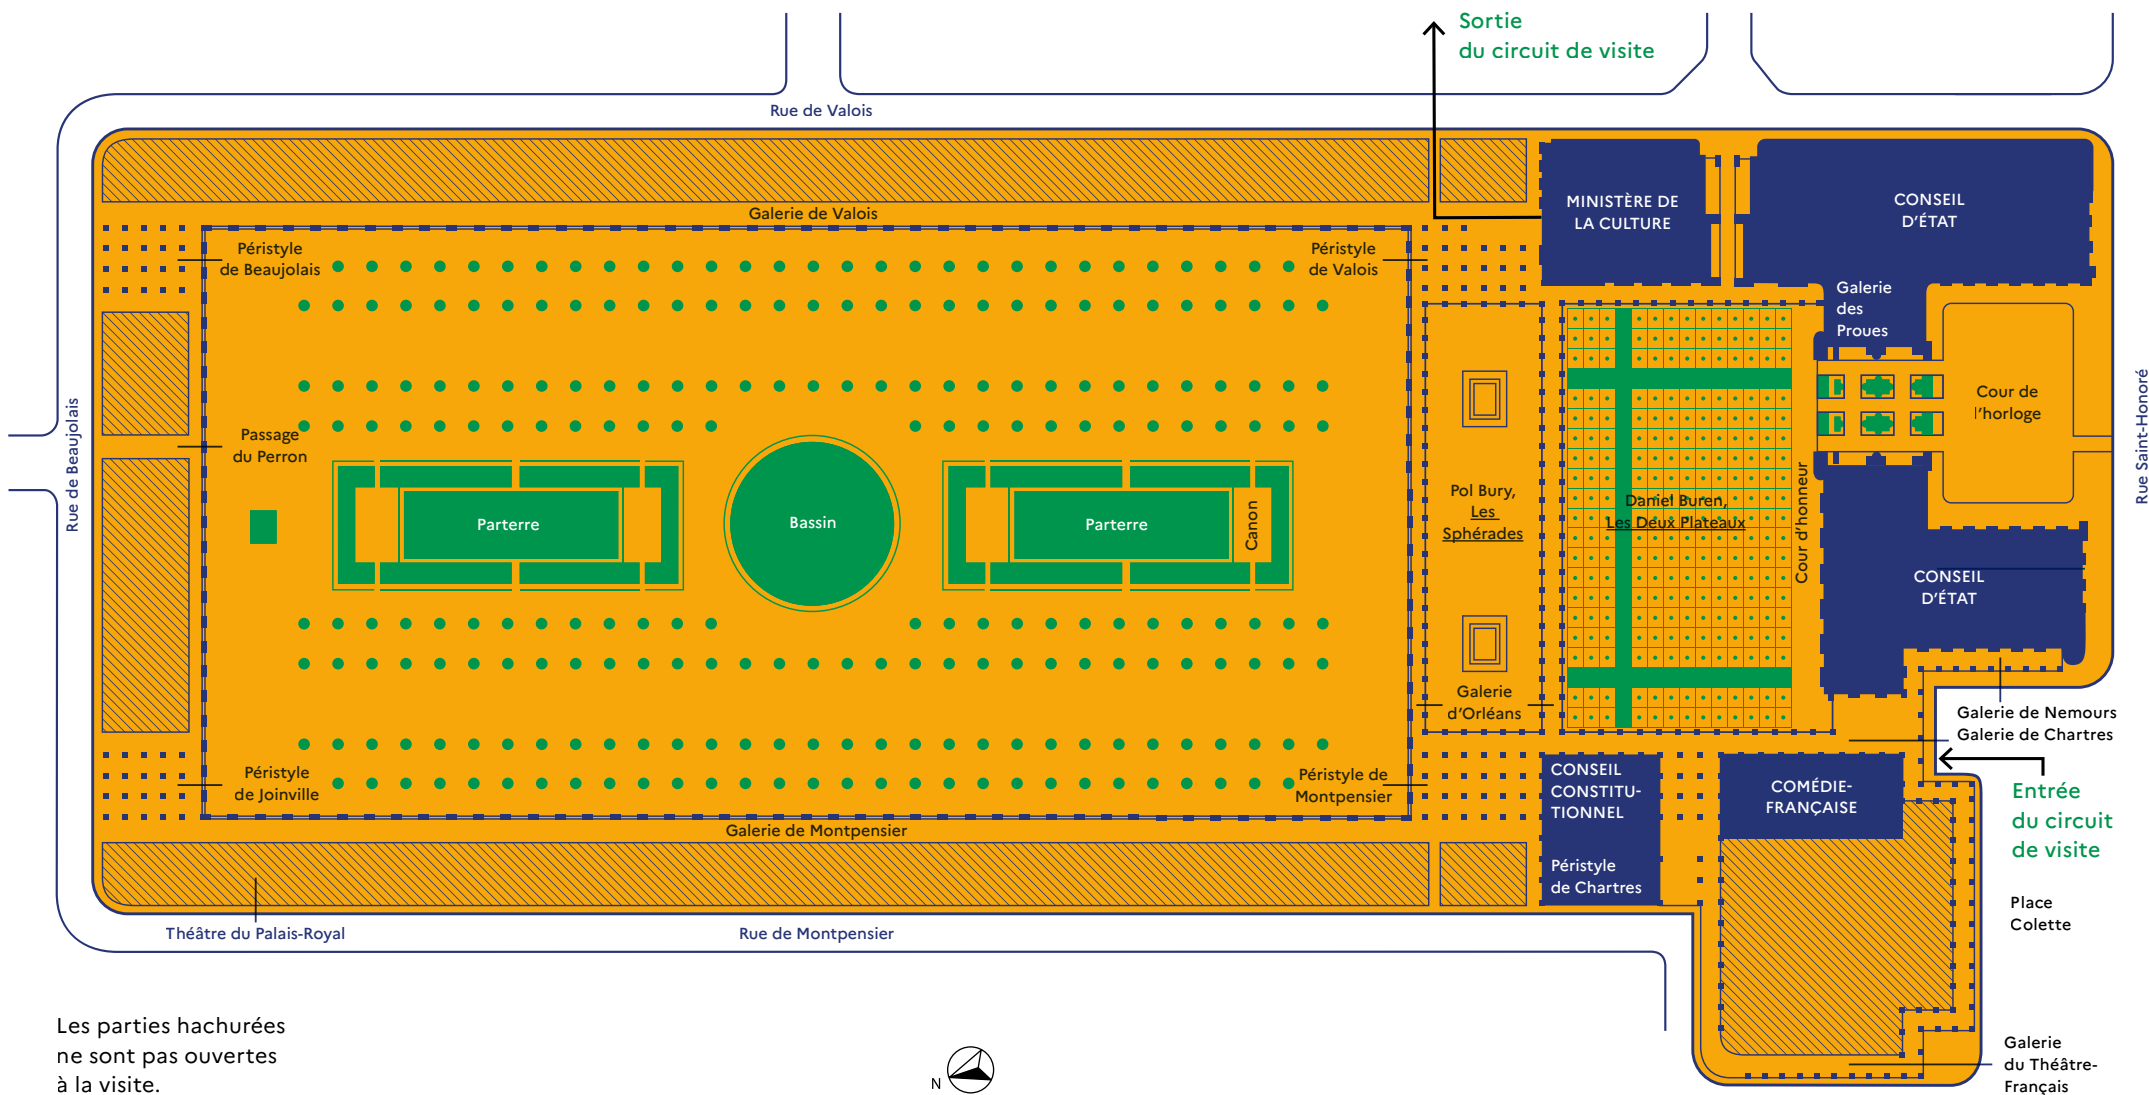 Sortie
du circuit de visite
Rue de Valois
MINISTÈRE DE
LA CULTURE
CONSEIL
D'ÉTAT
Galerie de Valois
Péristyle
de Beaujolais
Péristyle
de Valois
Galerie
des
Proues
Cour de
l'horloge
Rue Saint-Honoré
Rue de Beaujolais
Passage
du Perron
Parterre
Bassin
Parterre
Canon
Pol Bury,
Les
Sphérades
Daniel Buren,
Les Deux Plateaux
Cour d'honneur
CONSEIL
D'ÉTAT
Galerie
d'Orléans
Galerie de Nemours
Galerie de Chartres
Péristyle
de Joinville
Péristyle de
Montpensier
CONSEIL
CONSTITU-
TIONNEL
COMÉDIE-
FRANÇAISE
Entrée
du circuit
de visite
Galerie de Montpensier
Péristyle
de Chartres
Place
Colette
Théâtre du Palais-Royal
Rue de Montpensier
Les parties hachurées
ne sont pas ouvertes
à la visite.
N
Galerie
du Théâtre-
Français